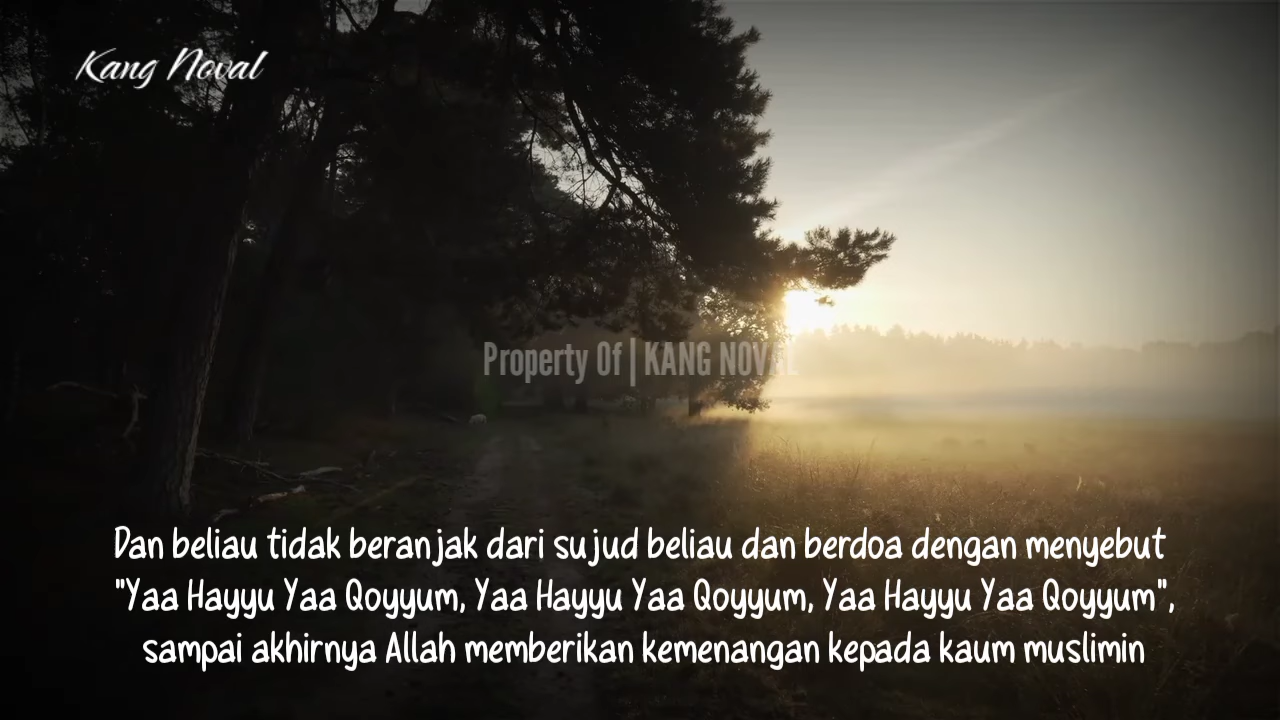 Kang Noval
Property Of | KANG NOVAL
Dan beliau tidak beranjak dari sujud beliau dan berdoa dengan menyebut
"Yaa Hayyu Yaa Qoyyum, Yaa Hayyu Yaa Qoyyum, Yaa Hayyu Yaa Qoyyum",
sampai akhirnya Allah memberikan kemenangan kepada kaum muslimin